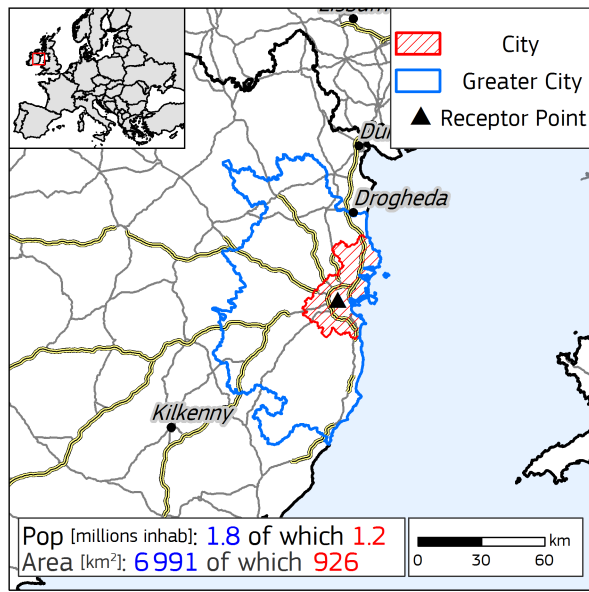 City
Greater City
Receptor Point
Drogheda
Kilkenny
Pop [millions inhab]: 1.8 of which 1.2
Area [km²]: 6 991 of which 926
km
0 30 60